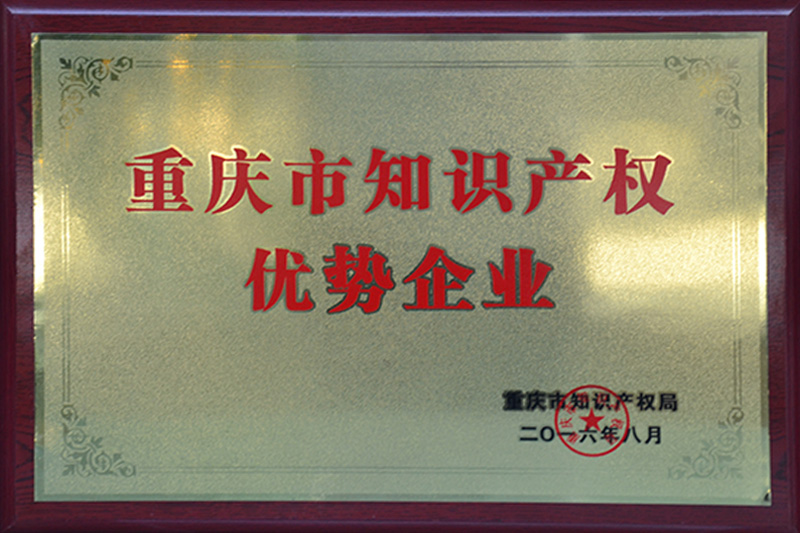 重庆市知识产权
优势企业
重庆市知识产权局
二〇一六年八月